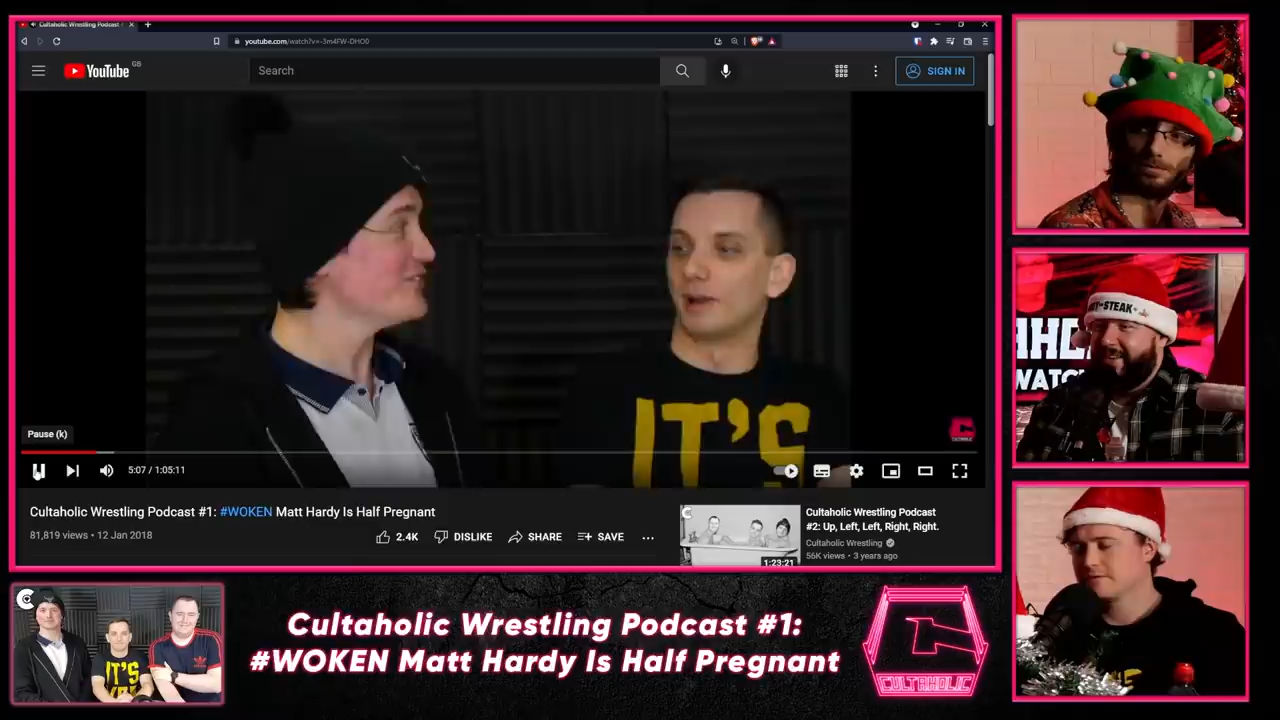 Cultaholic Wrestling Podcast
youtube.com/watch?v=-3m4FW-DHO0
YouTube GB
Search
SIGN IN
IT'S
CULTAHOLIC
Pause (k)
5:07 / 1:05:11
Cultaholic Wrestling Podcast #1: #WOKEN Matt Hardy Is Half Pregnant
81,819 views • 12 Jan 2018
2.4K
DISLIKE
SHARE
SAVE
Cultaholic Wrestling Podcast
#2: Up, Left, Left, Right, Right.
Cultaholic Wrestling
56K views • 3 years ago
1:23:21
STEAK
WATC
IT'S
Cultaholic Wrestling Podcast #1:
#WOKEN Matt Hardy Is Half Pregnant
CULTAHOLIC